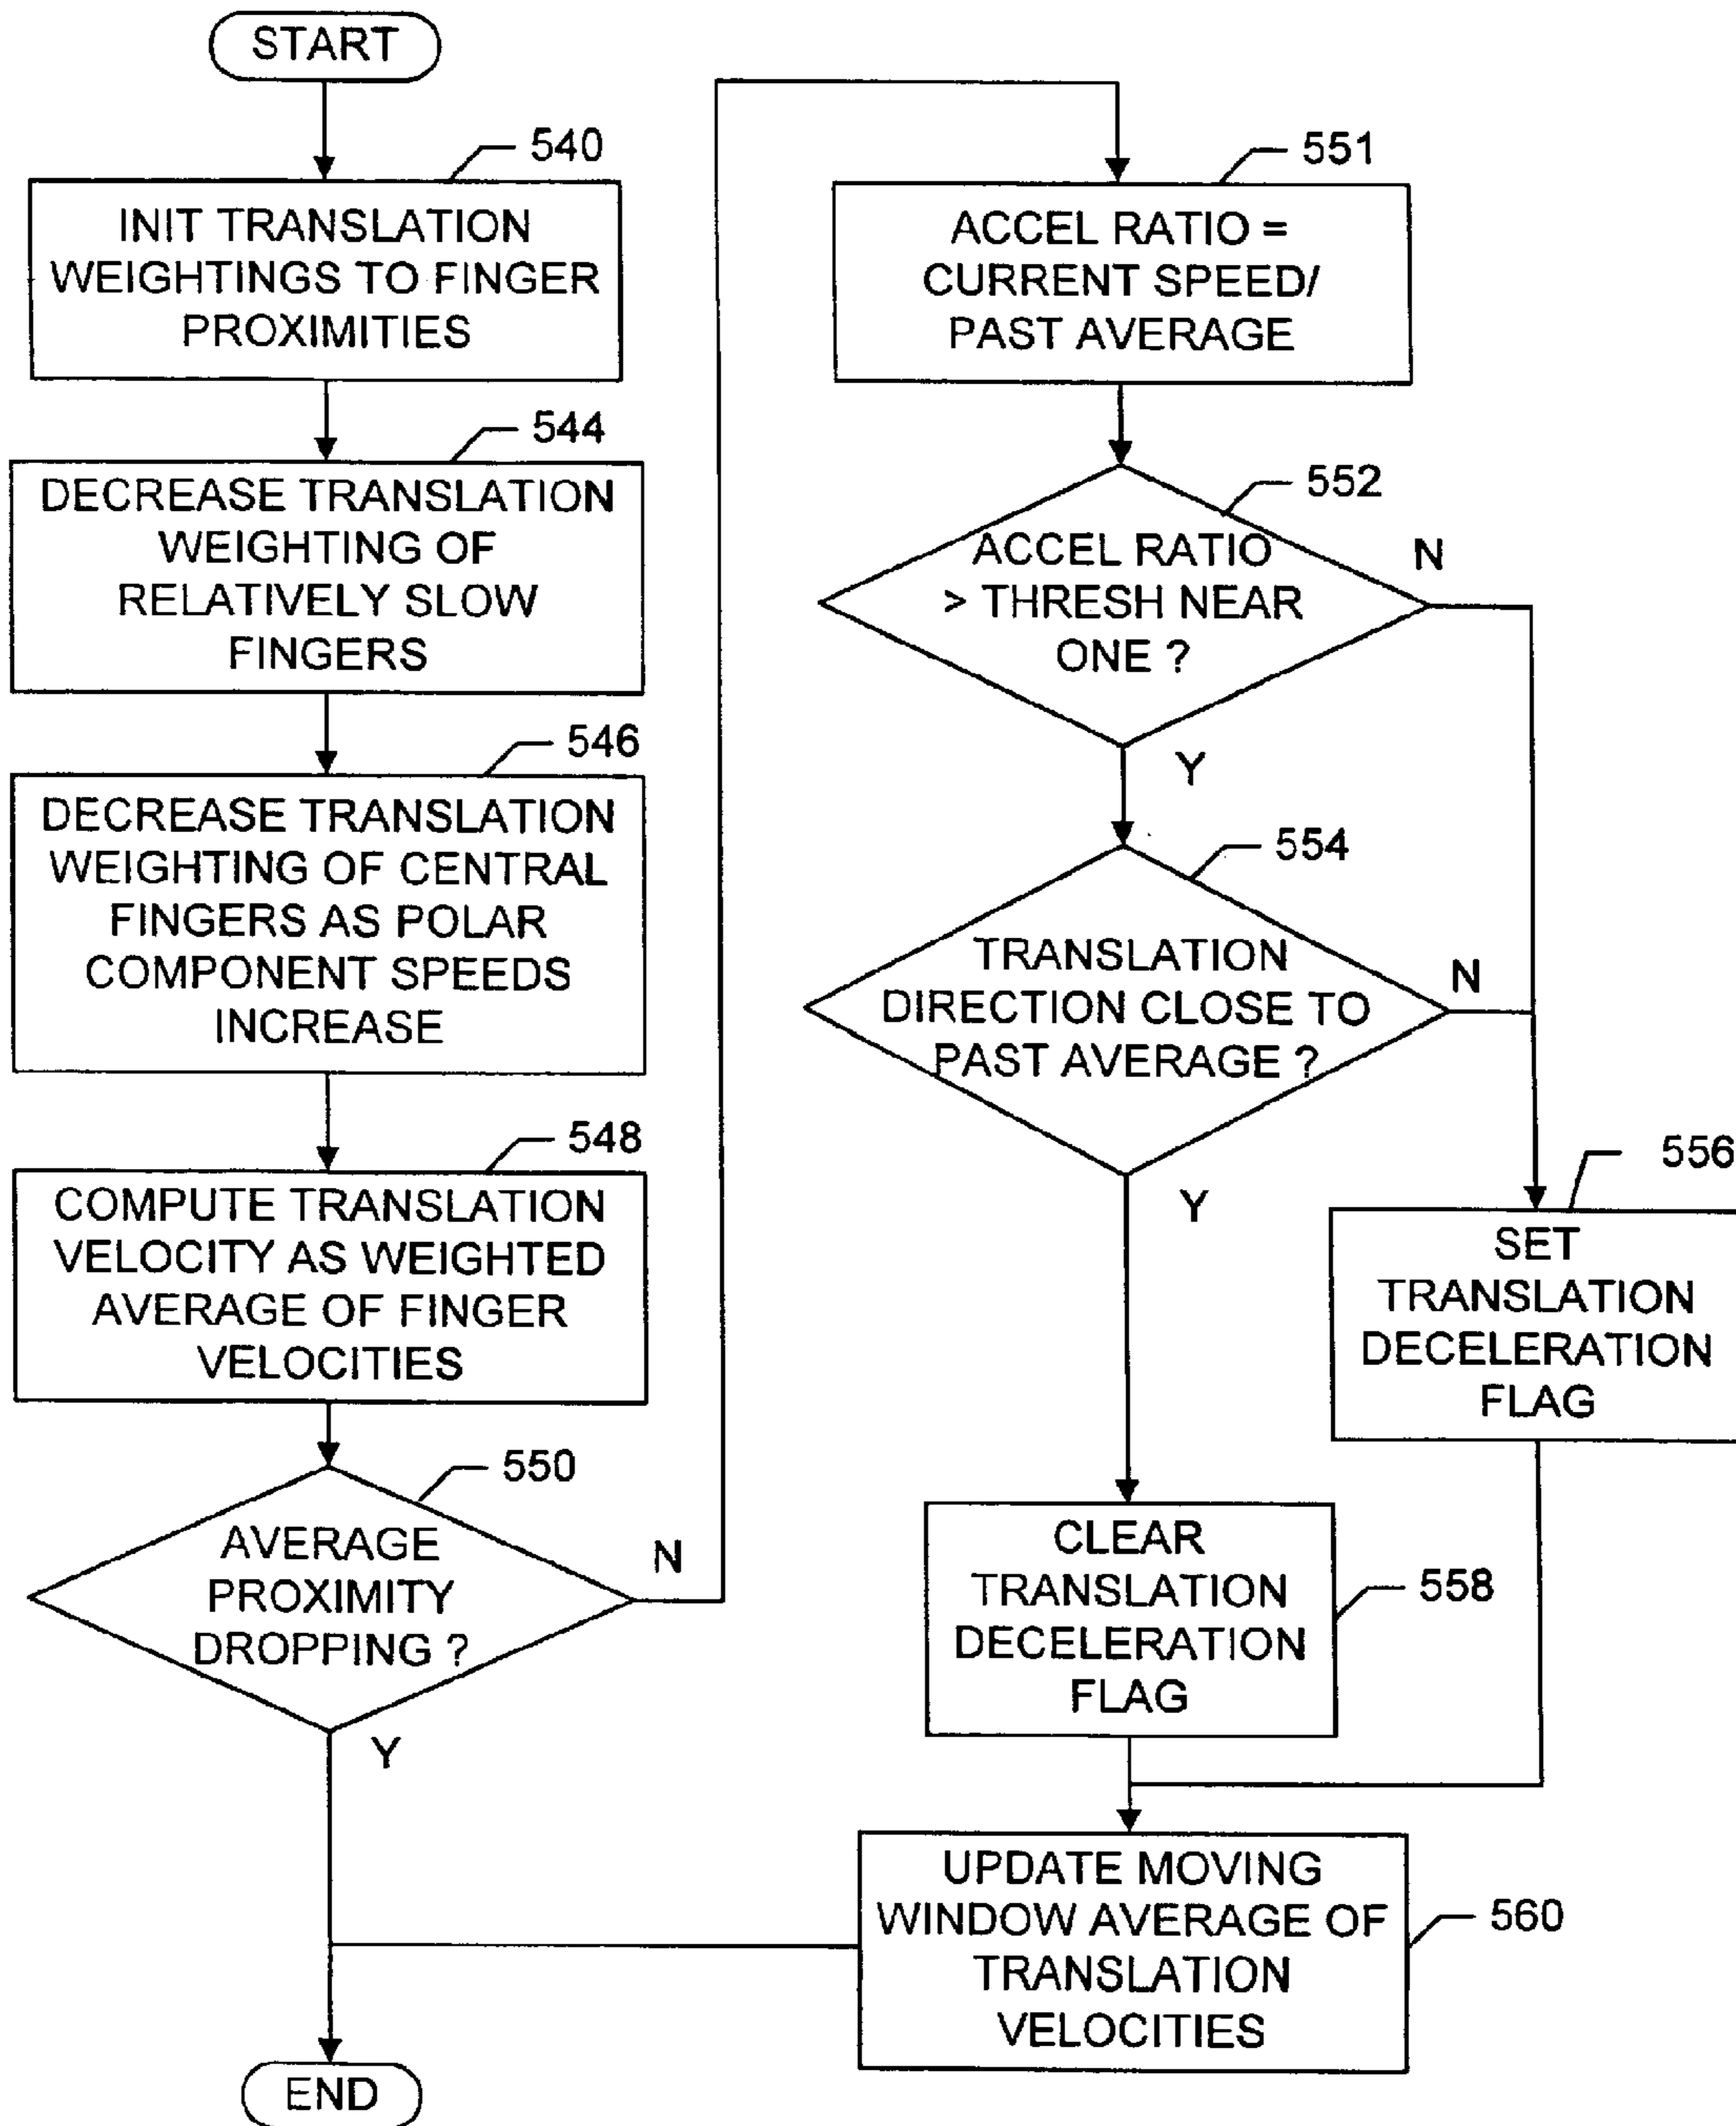 START
540
INIT TRANSLATION
WEIGHTINGS TO FINGER
PROXIMITIES
544
DECREASE TRANSLATION
WEIGHTING OF
RELATIVELY SLOW
FINGERS
546
DECREASE TRANSLATION
WEIGHTING OF CENTRAL
FINGERS AS POLAR
COMPONENT SPEEDS
INCREASE
548
COMPUTE TRANSLATION
VELOCITY AS WEIGHTED
AVERAGE OF FINGER
VELOCITIES
550
AVERAGE
PROXIMITY
DROPPING ?
N
Y
551
ACCEL RATIO =
CURRENT SPEED/
PAST AVERAGE
552
ACCEL RATIO
> THRESH NEAR
ONE ?
N
Y
554
TRANSLATION
DIRECTION CLOSE TO
PAST AVERAGE ?
N
Y
556
SET
TRANSLATION
DECELERATION
FLAG
558
CLEAR
TRANSLATION
DECELERATION
FLAG
560
UPDATE MOVING
WINDOW AVERAGE OF
TRANSLATION
VELOCITIES
END